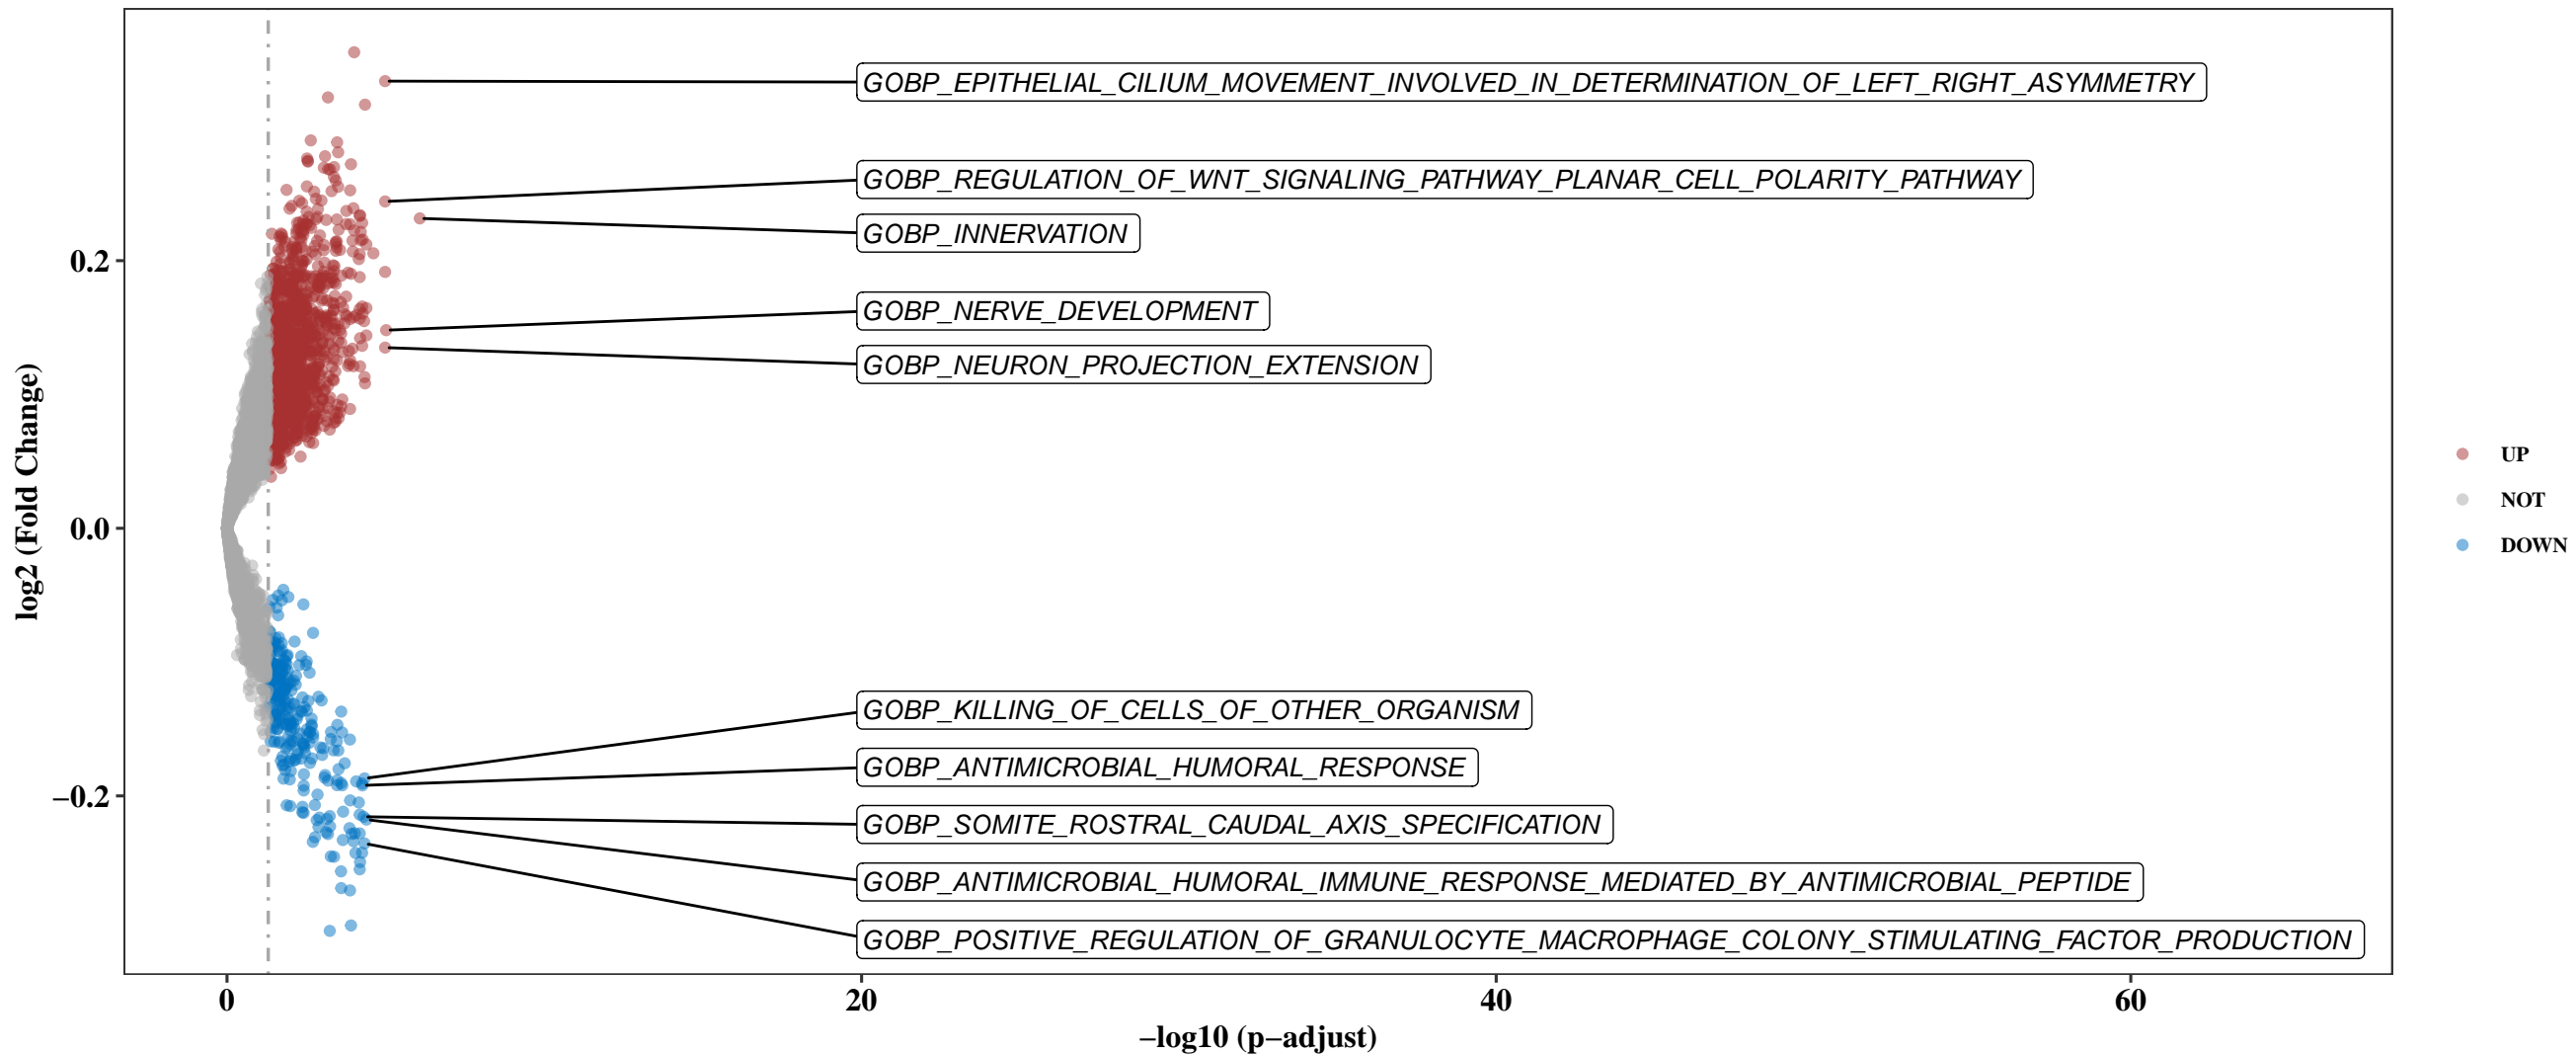 GOBP_EPITHELIAL_CILIUM_MOVEMENT_INVOLVED_IN_DETERMINATION_OF_LEFT_RIGHT_ASYMMETRY
GOBP_REGULATION_OF_WNT_SIGNALING_PATHWAY_PLANAR_CELL_POLARITY_PATHWAY
GOBP_INNERVATION
GOBP_NERVE_DEVELOPMENT
GOBP_NEURON_PROJECTION_EXTENSION
GOBP_KILLING_OF_CELLS_OF_OTHER_ORGANISM
GOBP_ANTIMICROBIAL_HUMORAL_RESPONSE
GOBP_SOMITE_ROSTRAL_CAUDAL_AXIS_SPECIFICATION
GOBP_ANTIMICROBIAL_HUMORAL_IMMUNE_RESPONSE_MEDIATED_BY_ANTIMICROBIAL_PEPTIDE
GOBP_POSITIVE_REGULATION_OF_GRANULOCYTE_MACROPHAGE_COLONY_STIMULATING_FACTOR_PRODUCTION
0.2
0.0
−0.2
log2 (Fold Change)
0 20 40 60
−log10 (p−adjust)
UP
NOT
DOWN